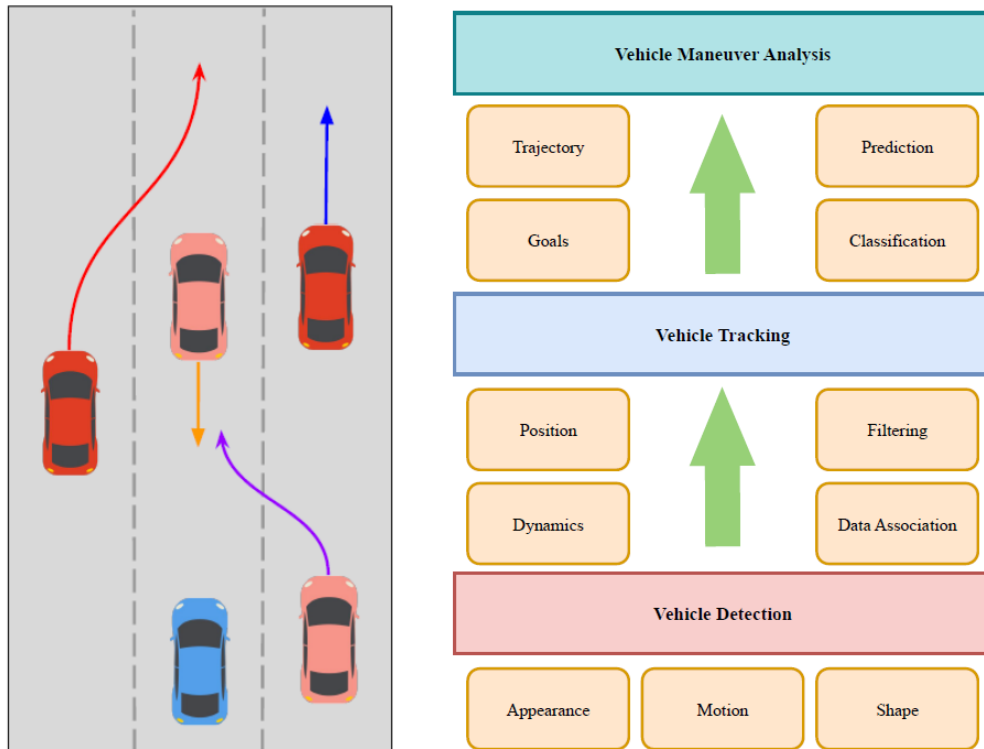 Vehicle Maneuver Analysis
Trajectory
Prediction
Goals
Classification
Vehicle Tracking
Position
Filtering
Dynamics
Data Association
Vehicle Detection
Appearance
Motion
Shape